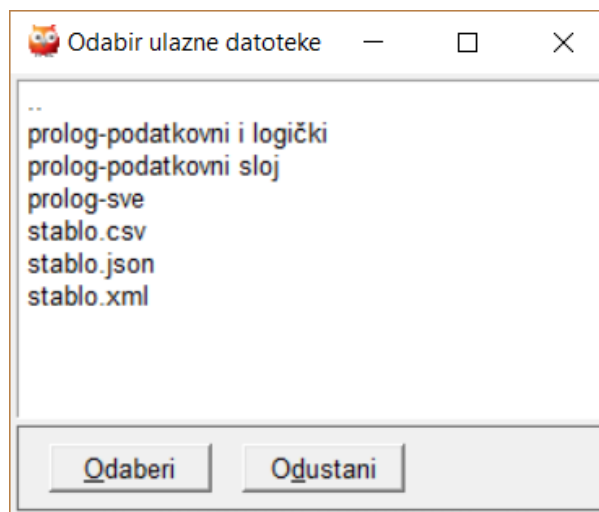 Odabir ulazne datoteke
..
prolog-podatkovni i logički
prolog-podatkovni sloj
prolog-sve
stablo.csv
stablo.json
stablo.xml
Odaberi Odustani